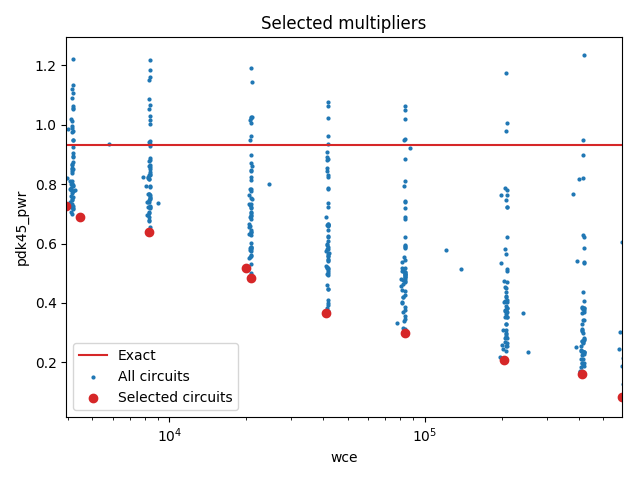 Selected multipliers
pdk45_pwr
1.2
1.0
0.8
0.6
0.4
0.2
Exact
All circuits
Selected circuits
10⁴
10⁵
wce